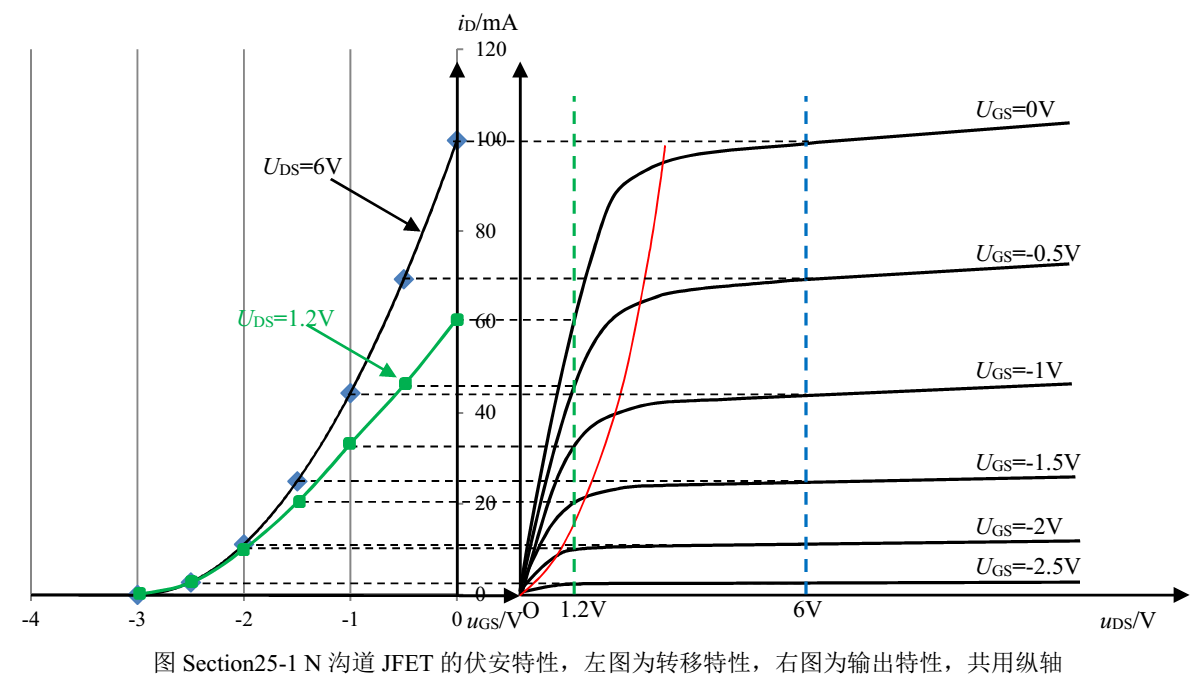 iD/mA
120
100
80
60
40
20
0
UDS=6V
UDS=1.2V
UGS=0V
UGS=-0.5V
UGS=-1V
UGS=-1.5V
UGS=-2V
UGS=-2.5V
-4
-3
-2
-1
0
uGS/V
O
1.2V
6V
uDS/V
图 Section25-1 N 沟道 JFET 的伏安特性，左图为转移特性，右图为输出特性，共用纵轴